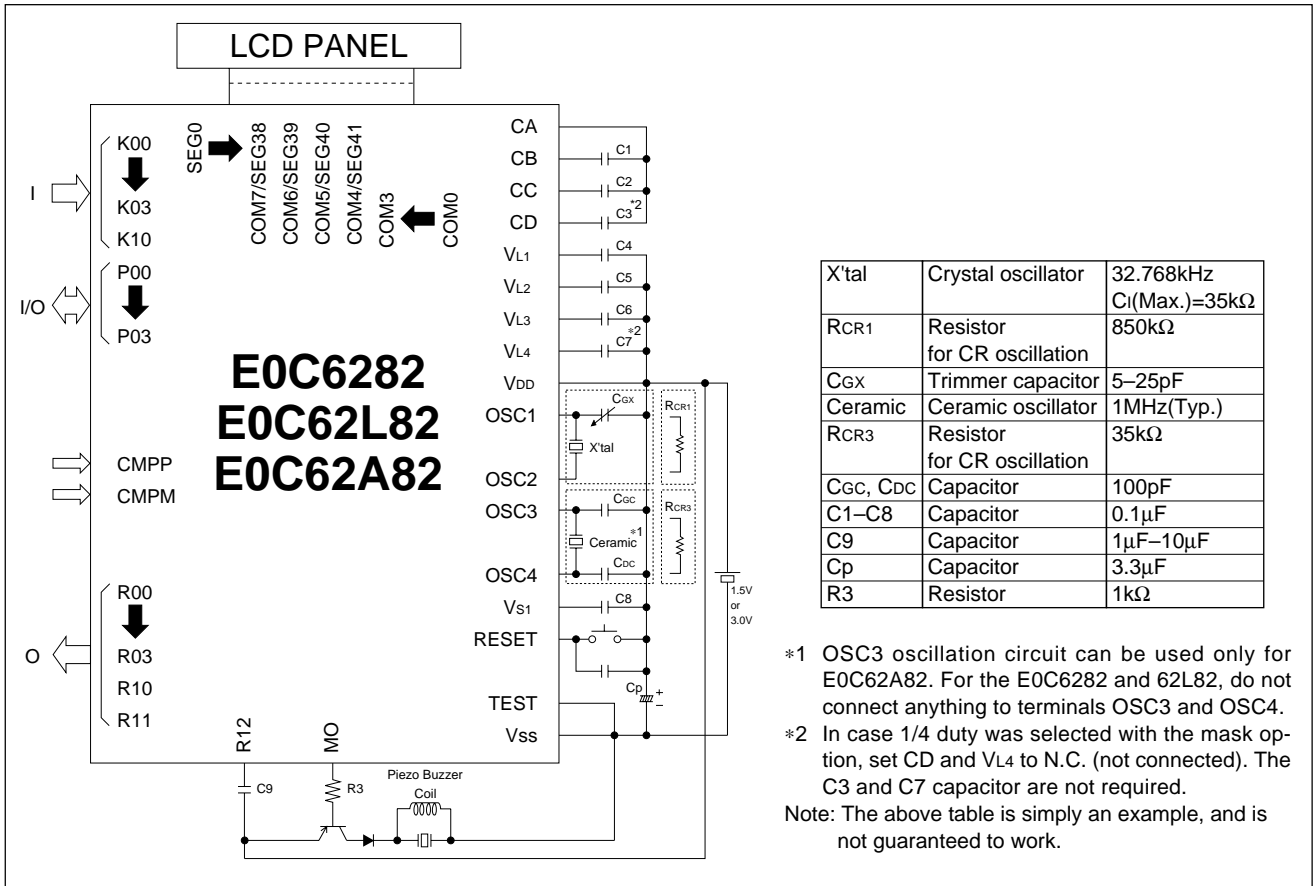 LCD PANEL
K00
K03
K10
P00
P03
I
I/O
SEG0
COM7/SEG38
COM6/SEG39
COM5/SEG40
COM4/SEG41
COM3
COM0
E0C6282
E0C62L82
E0C62A82
CMPP
CMPM
R00
R03
R10
R11
O
R12
MO
CA
CB
CC
CD
VL1
VL2
VL3
VL4
VDD
OSC1
OSC2
OSC3
OSC4
VS1
RESET
TEST
VSS
C1
C2
C3 *2
C4
C5
C6
C7 *2
CGX
X'tal
RCR1
CGC
Ceramic *1
CDC
RCR3
C8
Cp
+
–
1.5V
or
3.0V
C9
R3
Piezo Buzzer
Coil
X'tal Crystal oscillator 32.768kHz
CI(Max.)=35kΩ
RCR1 Resistor 850kΩ
for CR oscillation
CGX Trimmer capacitor 5–25pF
Ceramic Ceramic oscillator 1MHz(Typ.)
RCR3 Resistor 35kΩ
for CR oscillation
CGC, CDC Capacitor 100pF
C1–C8 Capacitor 0.1µF
C9 Capacitor 1µF–10µF
Cp Capacitor 3.3µF
R3 Resistor 1kΩ
*1 OSC3 oscillation circuit can be used only for
E0C62A82. For the E0C6282 and 62L82, do not
connect anything to terminals OSC3 and OSC4.
*2 In case 1/4 duty was selected with the mask op-
tion, set CD and VL4 to N.C. (not connected). The
C3 and C7 capacitor are not required.
Note: The above table is simply an example, and is
not guaranteed to work.